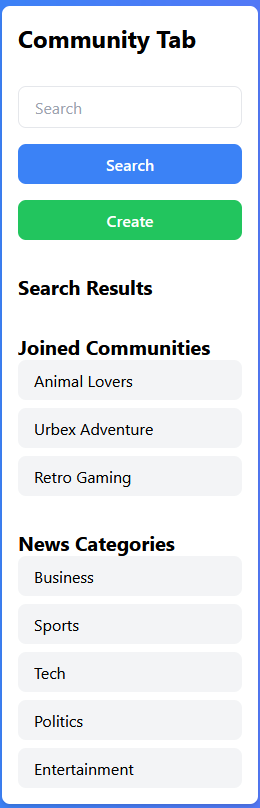 Community Tab
Search
Search
Create
Search Results
Joined Communities
Animal Lovers
Urbex Adventure
Retro Gaming
News Categories
Business
Sports
Tech
Politics
Entertainment